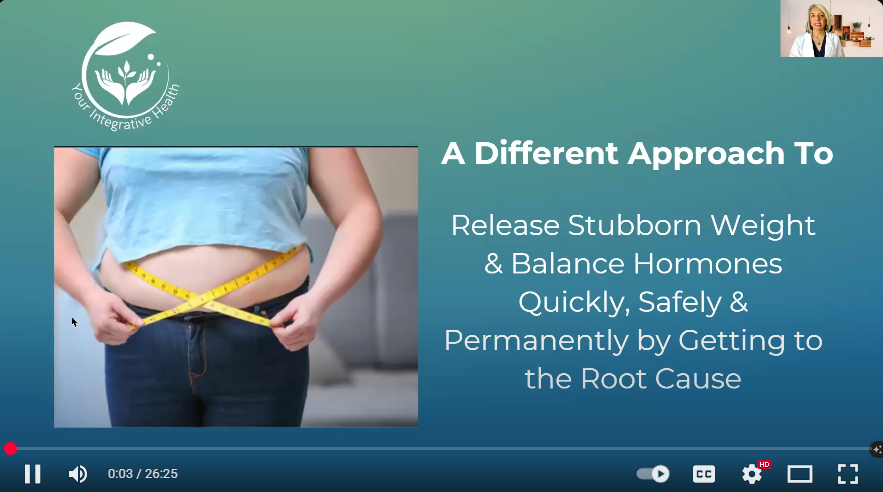 Your Integrative Health
A Different Approach To
Release Stubborn Weight
& Balance Hormones
Quickly, Safely &
Permanently by Getting to
the Root Cause
0:03 / 26:25
CC
HD